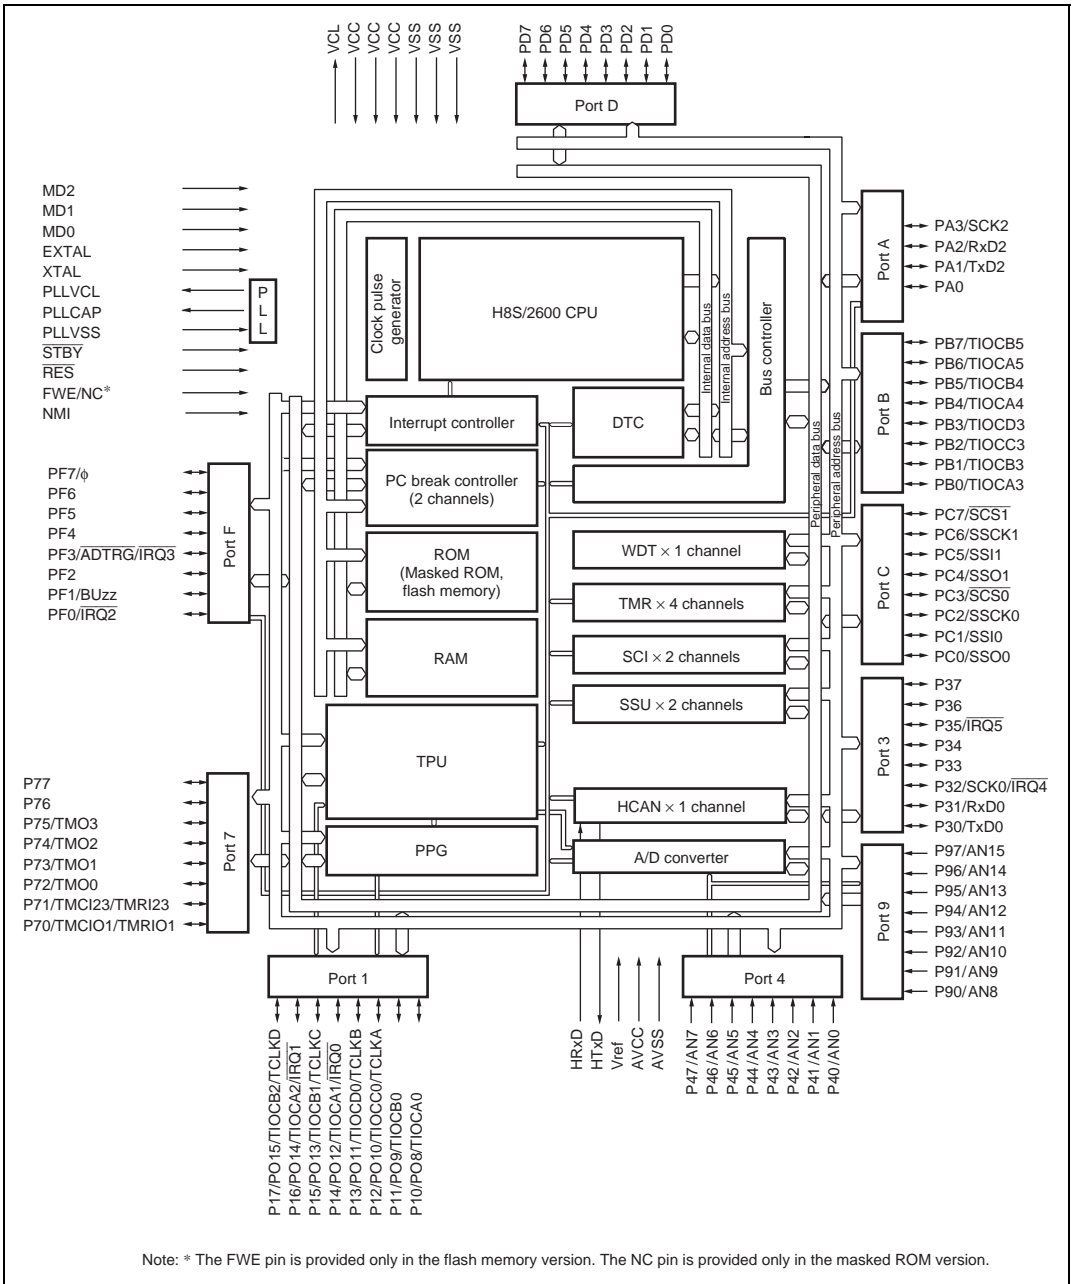 VCL
VCC
VCC
VCC
VSS
VSS
VSS
PD7
PD6
PD5
PD4
PD3
PD2
PD1
PD0
Port D
MD2
MD1
MD0
EXTAL
XTAL
PLLVCL
PLLCAP
PLLVSS
STBY
RES
FWE/NC*
NMI
P
L
L
Clock pulse
generator
H8S/2600 CPU
Internal data bus
Internal address bus
Bus controller
Peripheral data bus
Peripheral address bus
Interrupt controller
DTC
PC break controller
(2 channels)
ROM
(Masked ROM,
flash memory)
RAM
TPU
PPG
WDT × 1 channel
TMR × 4 channels
SCI × 2 channels
SSU × 2 channels
HCAN × 1 channel
A/D converter
Port A
PA3/SCK2
PA2/RxD2
PA1/TxD2
PA0
Port B
PB7/TIOCB5
PB6/TIOCA5
PB5/TIOCB4
PB4/TIOCA4
PB3/TIOCD3
PB2/TIOCC3
PB1/TIOCB3
PB0/TIOCA3
Port C
PC7/SCS1
PC6/SSCK1
PC5/SSI1
PC4/SSO1
PC3/SCS0
PC2/SSCK0
PC1/SSI0
PC0/SSO0
Port 3
P37
P36
P35/IRQ5
P34
P33
P32/SCK0/IRQ4
P31/RxD0
P30/TxD0
Port 9
P97/AN15
P96/AN14
P95/AN13
P94/AN12
P93/AN11
P92/AN10
P91/AN9
P90/AN8
PF7/ϕ
PF6
PF5
PF4
PF3/ADTRG/IRQ3
PF2
PF1/BUzz
PF0/IRQ2
Port F
P77
P76
P75/TMO3
P74/TMO2
P73/TMO1
P72/TMO0
P71/TMCI23/TMRI23
P70/TMCIO1/TMRIO1
Port 7
Port 1
P17/PO15/TIOCB2/TCLKD
P16/PO14/TIOCA2/IRQ1
P15/PO13/TIOCB1/TCLKC
P14/PO12/TIOCA1/IRQ0
P13/PO11/TIOCD0/TCLKB
P12/PO10/TIOCC0/TCLKA
P11/PO9/TIOCB0
P10/PO8/TIOCA0
HRxD
HTxD
Vref
AVCC
AVSS
Port 4
P47/AN7
P46/AN6
P45/AN5
P44/AN4
P43/AN3
P42/AN2
P41/AN1
P40/AN0
Note: * The FWE pin is provided only in the flash memory version. The NC pin is provided only in the masked ROM version.